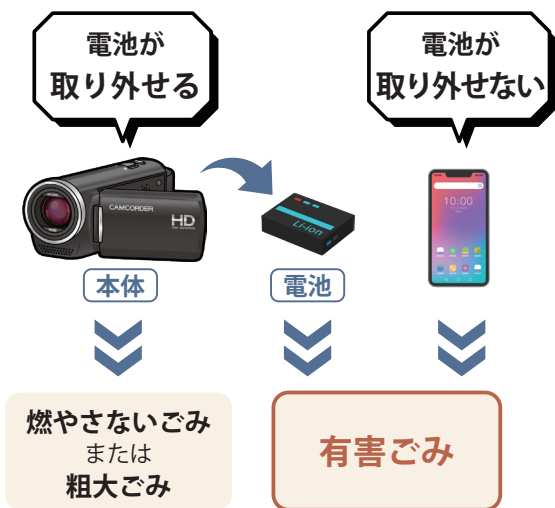 電池が
取り外せる
電池が
取り外せない
CAMCORDER
HD
Li-ion
10:00
本体
電池
燃やさないごみ
または
粗大ごみ
有害ごみ